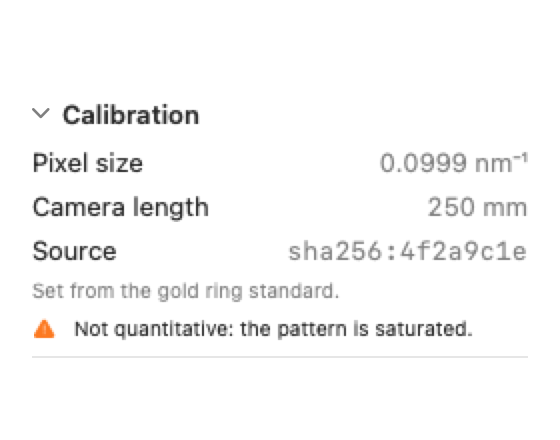 Calibration
Pixel size 0.0999 nm⁻¹
Camera length 250 mm
Source sha256:4f2a9c1e
Set from the gold ring standard.
Not quantitative: the pattern is saturated.